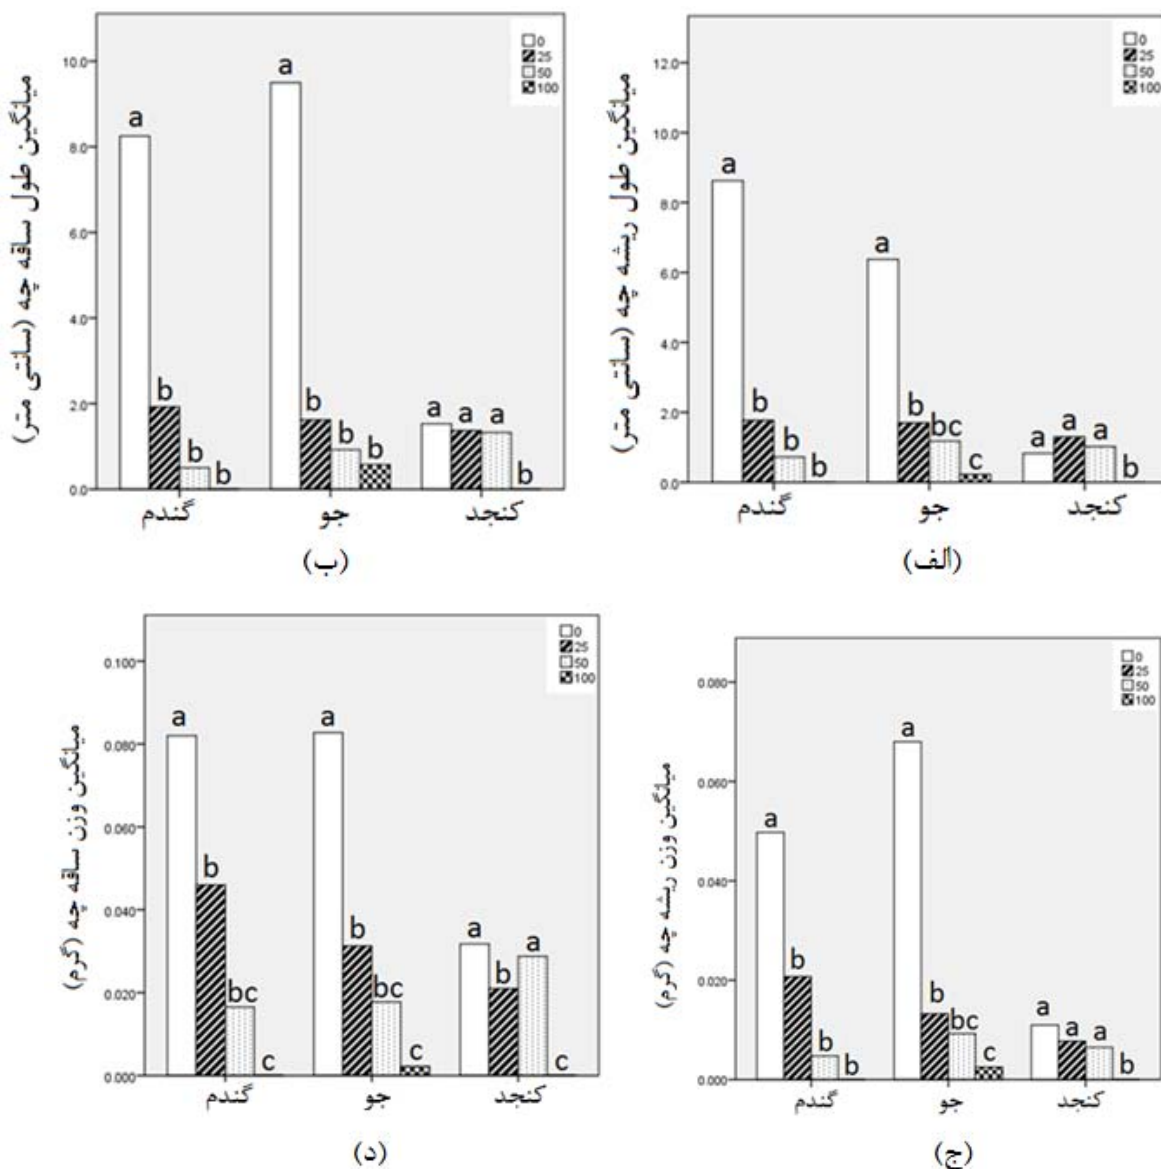 میانگین طول ریشه چه (سانتی متر)
12.0
10.0
8.0
6.0
4.0
2.0
.0
0
25
50
100
a
b
b
b
a
b
bc
c
a
a
a
b
گندم
جو
کنجد
(الف)
میانگین طول ساقه چه (سانتی متر)
10.0
8.0
6.0
4.0
2.0
0.0
0
25
50
100
a
b
b
b
a
b
b
b
a
a
a
b
گندم
جو
کنجد
(ب)
میانگین وزن ریشه چه (گرم)
0.080
0.060
0.040
0.020
0.000
0
25
50
100
a
b
b
b
a
b
bc
c
a
a
a
b
گندم
جو
کنجد
(ج)
میانگین وزن ساقه چه (گرم)
0.100
0.080
0.060
0.040
0.020
0.000
0
25
50
100
a
b
bc
c
a
b
bc
c
a
b
a
c
گندم
جو
کنجد
(د)